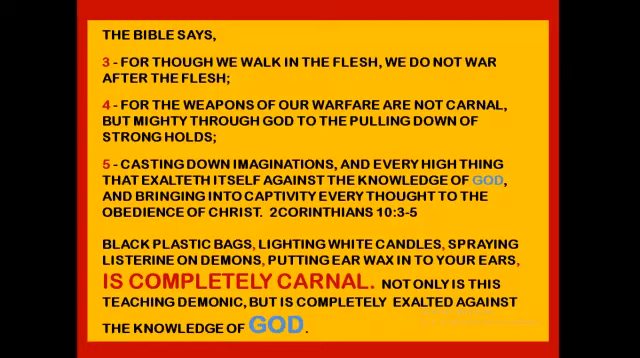 THE BIBLE SAYS,
3 - FOR THOUGH WE WALK IN THE FLESH, WE DO NOT WAR
AFTER THE FLESH;
4 - FOR THE WEAPONS OF OUR WARFARE ARE NOT CARNAL,
BUT MIGHTY THROUGH GOD TO THE PULLING DOWN OF
STRONG HOLDS;
5 - CASTING DOWN IMAGINATIONS, AND EVERY HIGH THING
THAT EXALTETH ITSELF AGAINST THE KNOWLEDGE OF GOD,
AND BRINGING INTO CAPTIVITY EVERY THOUGHT TO THE
OBEDIENCE OF CHRIST. 2CORINTHIANS 10:3-5
BLACK PLASTIC BAGS, LIGHTING WHITE CANDLES, SPRAYING
LISTERINE ON DEMONS, PUTTING EAR WAX IN TO YOUR EARS,
IS COMPLETELY CARNAL. NOT ONLY IS THIS
TEACHING DEMONIC, BUT IS COMPLETELY EXALTED AGAINST
THE KNOWLEDGE OF GOD.